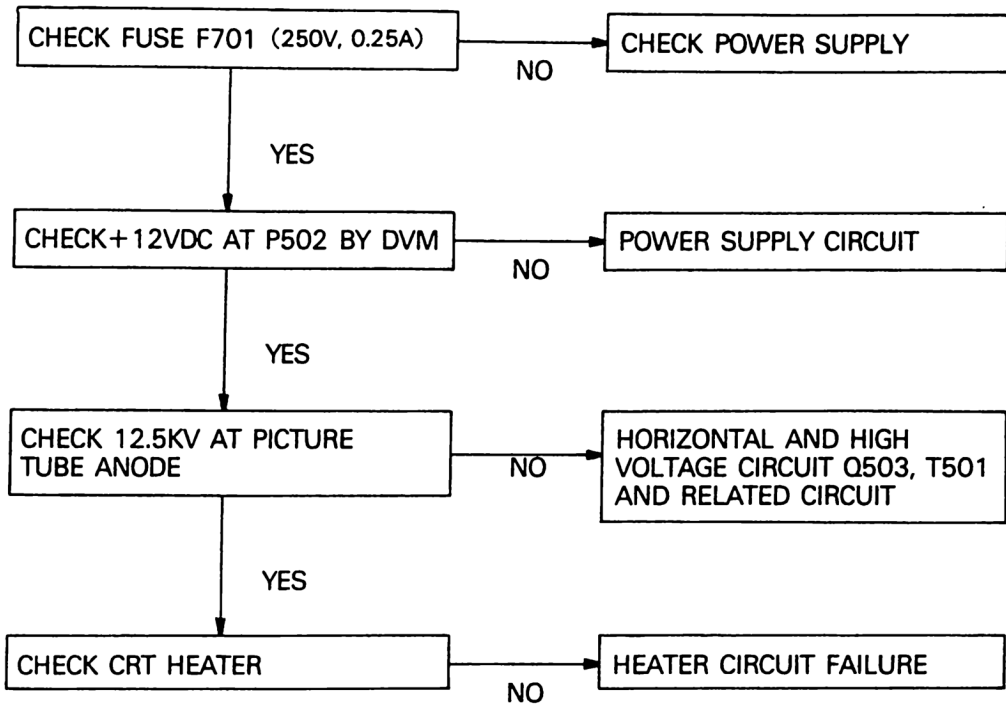 CHECK FUSE F701 (250V, 0.25A)
NO
CHECK POWER SUPPLY
YES
CHECK+12VDC AT P502 BY DVM
NO
POWER SUPPLY CIRCUIT
YES
CHECK 12.5KV AT PICTURE
TUBE ANODE
NO
HORIZONTAL AND HIGH
VOLTAGE CIRCUIT Q503, T501
AND RELATED CIRCUIT
YES
CHECK CRT HEATER
NO
HEATER CIRCUIT FAILURE